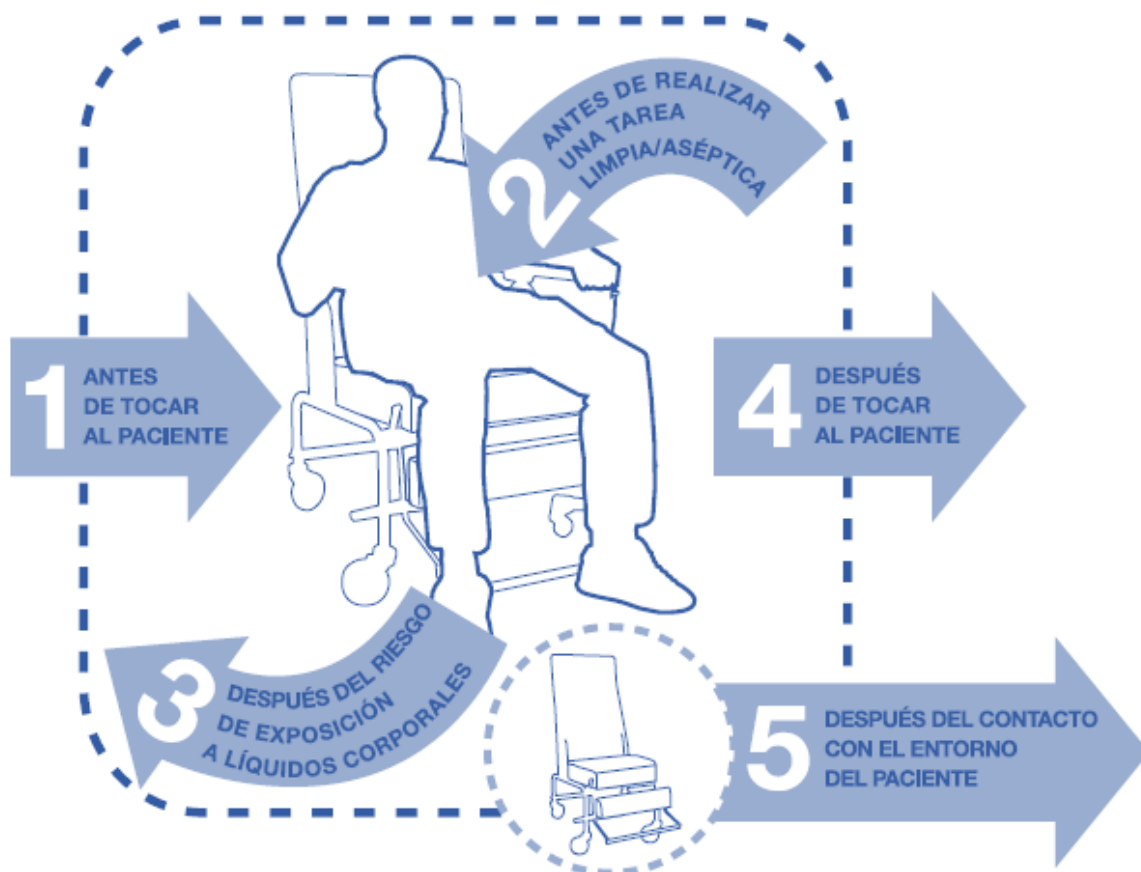 1
ANTES
DE TOCAR
AL PACIENTE
2
ANTES DE REALIZAR
UNA TAREA
LIMPIA/ASÉPTICA
3
DESPUÉS DEL RIESGO
DE EXPOSICIÓN
A LÍQUIDOS CORPORALES
4
DESPUÉS
DE TOCAR
AL PACIENTE
5
DESPUÉS DEL CONTACTO
CON EL ENTORNO
DEL PACIENTE